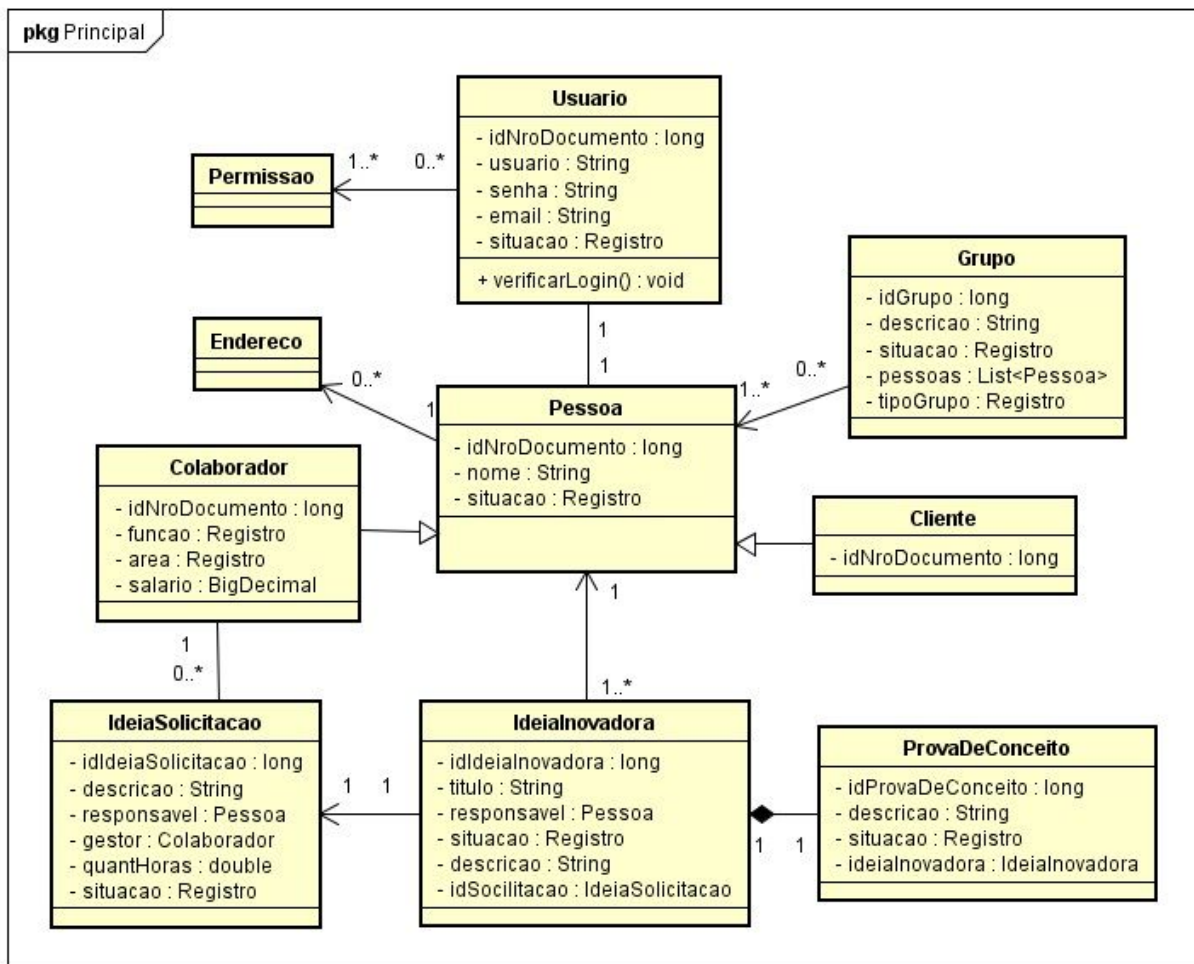 pkg Principal
Usuario
- idNroDocumento : long
- usuario : String
- senha : String
- email : String
- situacao : Registro
+ verificarLogin() : void
1..*
0..*
Permissao
Grupo
- idGrupo : long
- descricao : String
- situacao : Registro
- pessoas : List<Pessoa>
- tipoGrupo : Registro
1
1
Endereco
0..*
1
1..*
0..*
Pessoa
- idNroDocumento : long
- nome : String
- situacao : Registro
Colaborador
- idNroDocumento : long
- funcao : Registro
- area : Registro
- salario : BigDecimal
Cliente
- idNroDocumento : long
1
0..*
1
1..*
IdeiaSolicitacao
- idIdeiaSolicitacao : long
- descricao : String
- responsavel : Pessoa
- gestor : Colaborador
- quantHoras : double
- situacao : Registro
1
1
IdeiaInovadora
- idIdeiaInovadora : long
- titulo : String
- responsavel : Pessoa
- situacao : Registro
- descricao : String
- idSocilitacao : IdeiaSolicitacao
1
1
ProvaDeConceito
- idProvaDeConceito : long
- descricao : String
- situacao : Registro
- ideiaInovadora : IdeiaInovadora